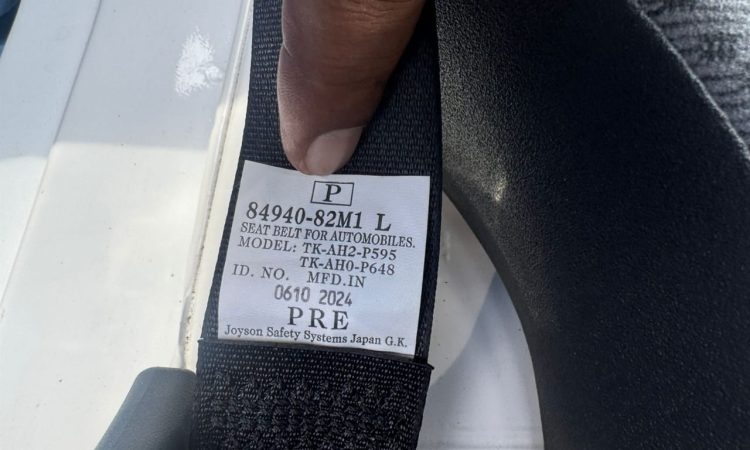 P
84940-82M1 L
SEAT BELT FOR AUTOMOBILES.
MODEL: TK-AH2-P595
TK-AH0-P648
ID. NO. MFD.IN
0610 2024
PRE
Joyson Safety Systems Japan G.K.